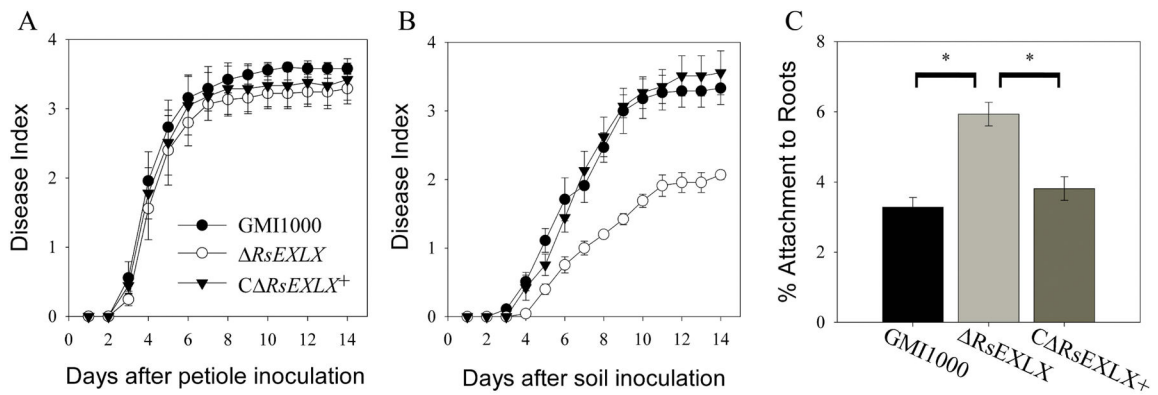 A
Disease Index
4
3
2
1
0
0 2 4 6 8 10 12 14
Days after petiole inoculation
GMI1000
ΔRsEXLX
CΔRsEXLX+
B
Disease Index
4
3
2
1
0
0 2 4 6 8 10 12 14
Days after soil inoculation
C
% Attachment to Roots
8
6
4
2
0
* *
GMI1000
ΔRsEXLX
CΔRsEXLX+